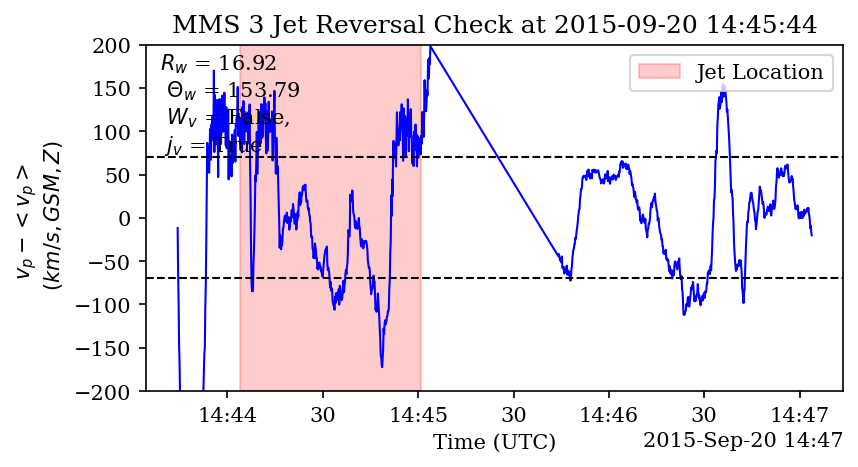 MMS 3 Jet Reversal Check at 2015-09-20 14:45:44
R_w = 16.92
Θ_w = 153.79
W_v = False,
j_v = True
Jet Location
v_p − < v_p >
(km/s, GSM, Z)
200
150
100
50
0
−50
−100
−150
−200
14:44
30
14:45
30
14:46
30
14:47
Time (UTC)
2015-Sep-20 14:47